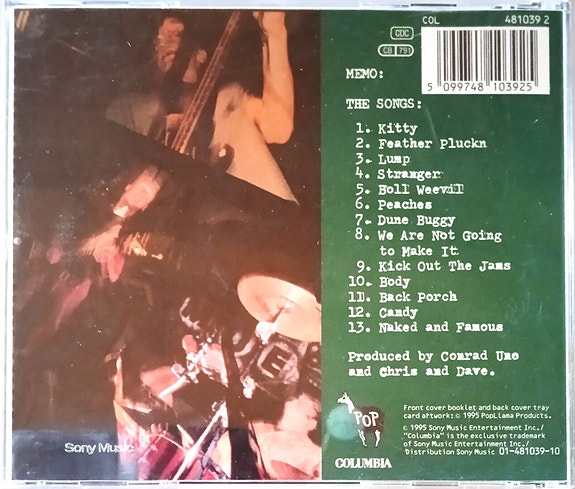 COL 481039 2
CDC
CB 791
5 099748 103925
MEMO:
THE SONGS:
1. Kitty
2. Feather Pluckn
3. Lump
4. Stranger
5. Boll Weevil
6. Peaches
7. Dune Buggy
8. We Are Not Going
to Make It
9. Kick Out The Jams
10. Body
11. Back Porch
12. Candy
13. Naked and Famous
Produced by Conrad Uno
and Chris and Dave.
POP
COLUMBIA
Front cover booklet and back cover tray
card artwork: © 1995 PopLlama Products.
© 1995 Sony Music Entertainment Inc./
"Columbia" is the exclusive trademark
of Sony Music Entertainment Inc./
Distribution Sony Music 01-481039-10
Sony Music
E